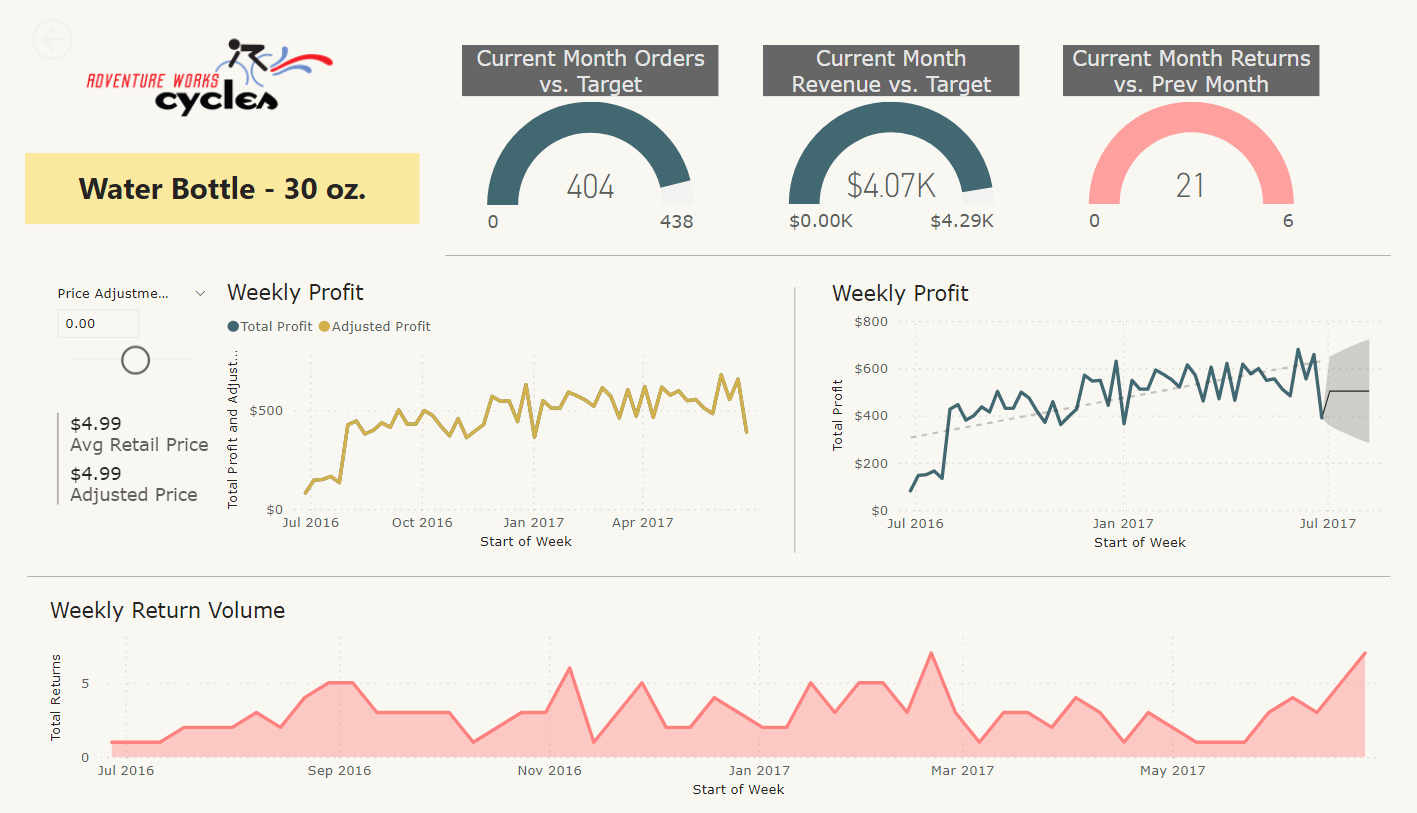 ADVENTURE WORKS
cycles
Current Month Orders
vs. Target
404
0
438
Current Month
Revenue vs. Target
$4.07K
$0.00K
$4.29K
Current Month Returns
vs. Prev Month
21
0
6
Water Bottle - 30 oz.
Price Adjustme...
0.00
$4.99
Avg Retail Price
$4.99
Adjusted Price
Weekly Profit
Total Profit
Adjusted Profit
Total Profit and Adjust...
$500
$0
Jul 2016
Oct 2016
Jan 2017
Apr 2017
Start of Week
Weekly Profit
Total Profit
$800
$600
$400
$200
$0
Jul 2016
Jan 2017
Jul 2017
Start of Week
Weekly Return Volume
Total Returns
5
0
Jul 2016
Sep 2016
Nov 2016
Jan 2017
Mar 2017
May 2017
Start of Week